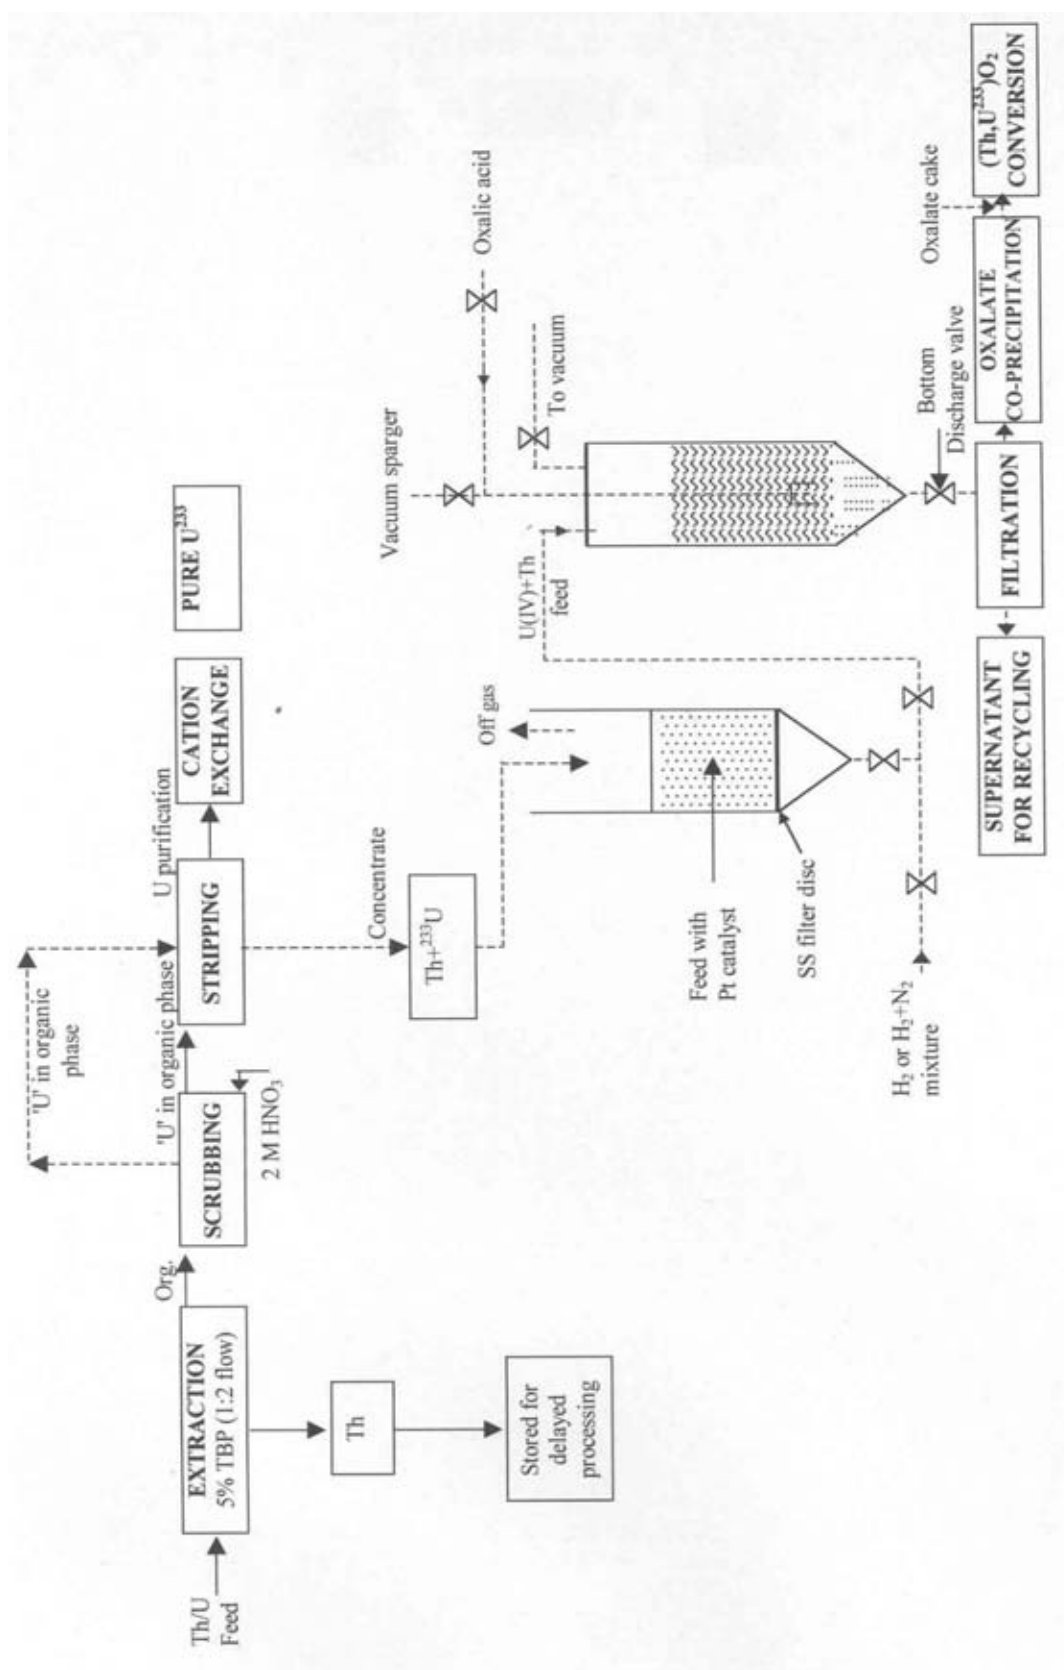 Th/U
Feed
EXTRACTION
5% TBP (1:2 flow)
Org.
SCRUBBING
2 M HNO₃
'U' in organic
phase
'U' in organic phase
STRIPPING
U purification
CATION
EXCHANGE
PURE U²³³
Th
Stored for
delayed
processing
Concentrate
Th+²³³U
Off gas
Feed with
Pt catalyst
SS filter disc
H₂ or H₂+N₂
mixture
U(IV)+Th
feed
Vacuum sparger
Oxalic acid
To vacuum
Bottom
Discharge valve
SUPERNATANT
FOR RECYCLING
FILTRATION
OXALATE
CO-PRECIPITATION
Oxalate cake
(Th,U²³³)O₂
CONVERSION